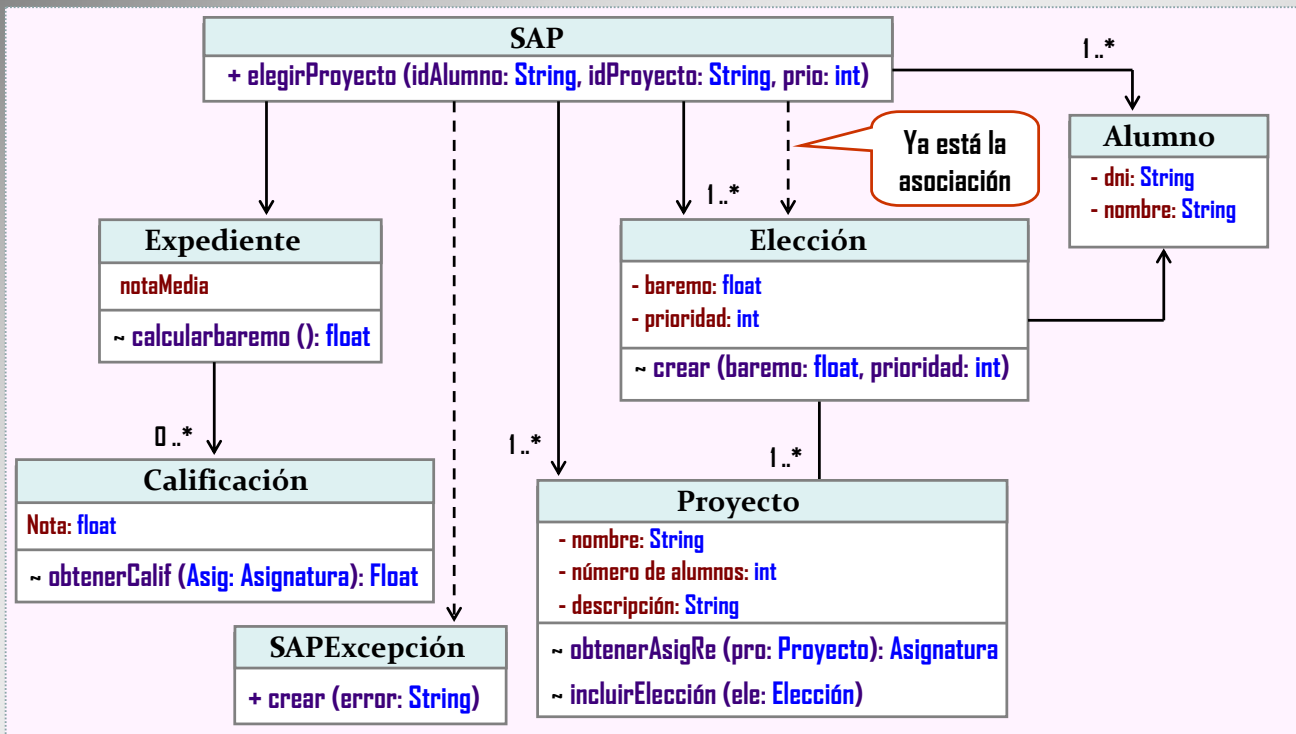 SAP
+ elegirProyecto (idAlumno: String, idProyecto: String, prio: int)
1..*
Alumno
- dni: String
- nombre: String
Ya está la
asociación
1..*
Expediente
notaMedia
~ calcularbaremo (): float
Elección
- baremo: float
- prioridad: int
~ crear (baremo: float, prioridad: int)
0..*
1..*
1..*
Calificación
Nota: float
~ obtenerCalif (Asig: Asignatura): Float
Proyecto
- nombre: String
- número de alumnos: int
- descripción: String
~ obtenerAsigRe (pro: Proyecto): Asignatura
~ incluirElección (ele: Elección)
SAPExcepción
+ crear (error: String)